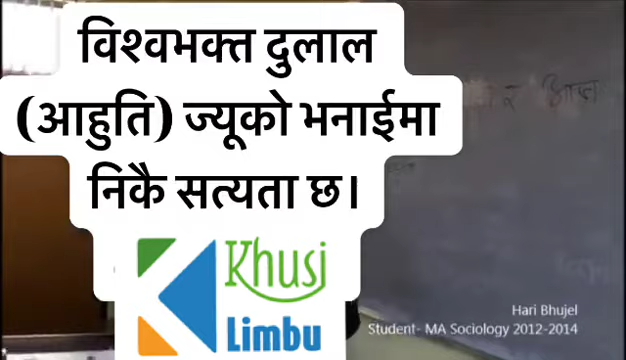 विश्वभक्त दुलाल
(आहुति) ज्यूको भनाईमा
निकै सत्यता छ।
Khusi
Limbu
र
Hari Bhujel
Student- MA Sociology 2012-2014